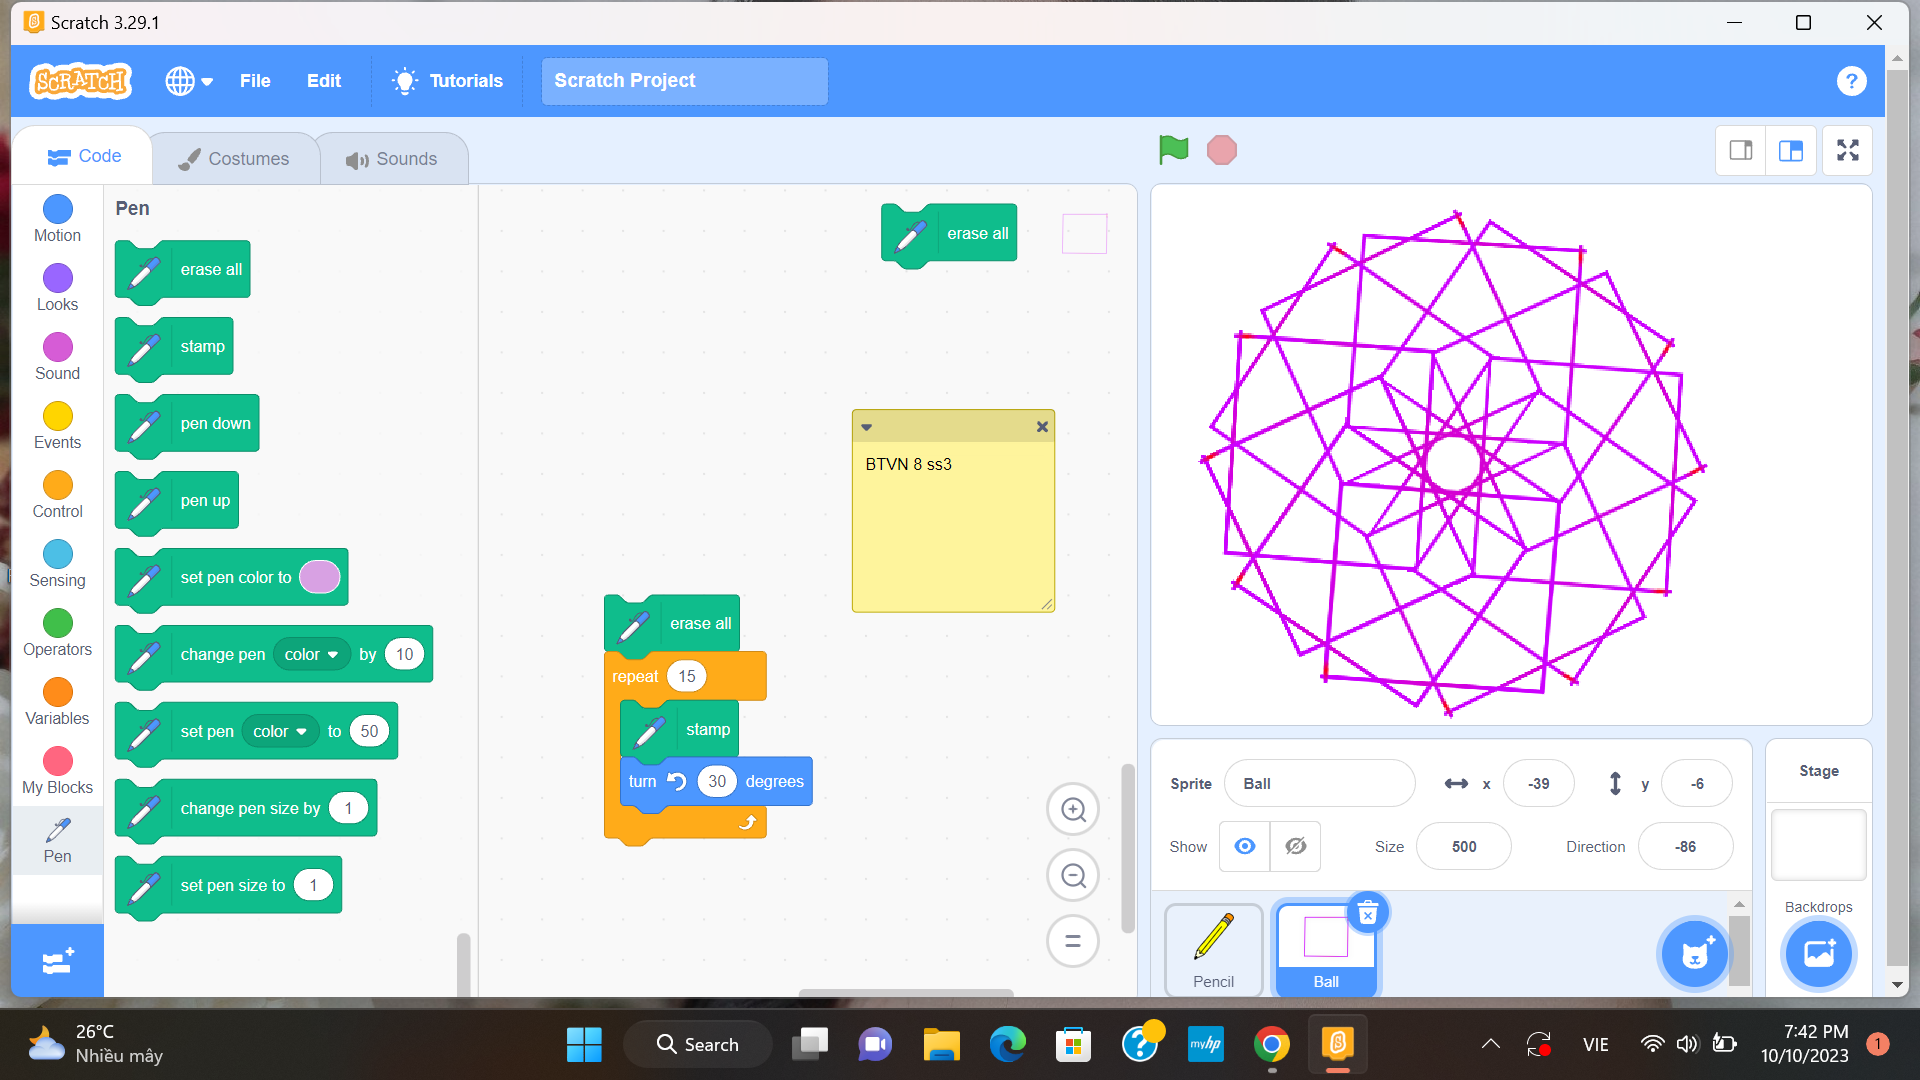 Scratch 3.29.1
SCRATCH
File
Edit
Tutorials
Scratch Project
?
Code
Costumes
Sounds
Motion
Looks
Sound
Events
Control
Sensing
Operators
Variables
My Blocks
Pen
Pen
erase all
stamp
pen down
pen up
set pen color to
change pen color by 10
set pen color to 50
change pen size by 1
set pen size to 1
erase all
BTVN 8 ss3
erase all
repeat 15
stamp
turn 30 degrees
Sprite Ball x -39 y -6
Show Size 500 Direction -86
Pencil
Ball
Stage
Backdrops
26°C
Nhiều mây
Search
myhp
VIE
7:42 PM
10/10/2023
1